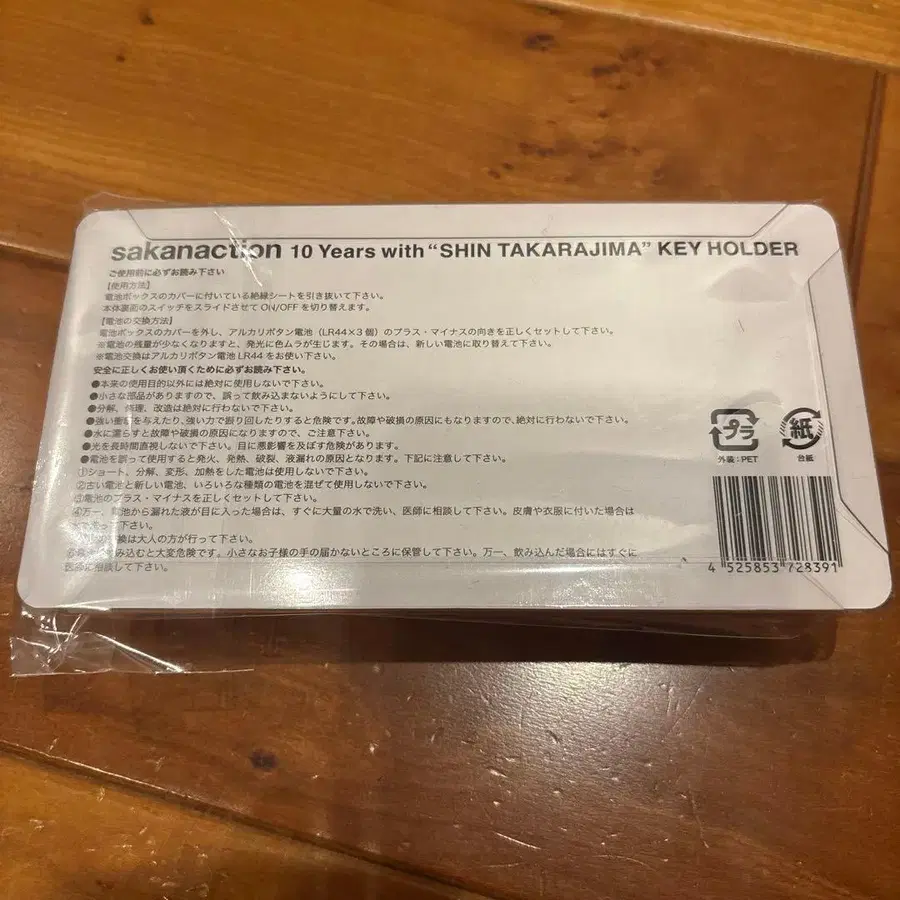 sakanaction 10 Years with “SHIN TAKARAJIMA” KEY HOLDER
ご使用前に必ずお読み下さい
【使用方法】
電池ボックスのカバーに付いている絶縁シートを引き抜いて下さい。
本体裏面のスイッチをスライドさせて ON/OFF を切り替えます。
【電池の交換方法】
電池ボックスのカバーを外し、アルカリボタン電池（LR44×3 個）のプラス・マイナスの向きを正しくセットして下さい。
※電池の残量が少なくなりますと、発光に色ムラが生じます。その場合は、新しい電池に取り替えて下さい。
※電池交換はアルカリボタン電池 LR44 をお使い下さい。
安全に正しくお使い頂くために必ずお読み下さい。
●本来の使用目的以外には絶対に使用しないで下さい。
●小さな部品がありますので、誤って飲み込まないようにして下さい。
●分解、修理、改造は絶対に行わないで下さい。
●強い衝撃を与えたり、強い力で振り回したりすると危険です。故障や破損の原因にもなりますので、絶対に行わないで下さい。
●水に濡らすと故障や破損の原因になりますので、ご注意下さい。
●光を長時間直視しないで下さい。目に悪影響を及ぼす危険があります。
●電池を誤って使用すると発火、発熱、破裂、液漏れの原因となります。下記に注意して下さい。
①ショート、分解、変形、加熱をした電池は使用しないで下さい。
②古い電池と新しい電池、いろいろな種類の電池を混ぜて使用しないで下さい。
③電池のプラス・マイナスを正しくセットして下さい。
④万一、電池から漏れた液が目に入った場合は、すぐに大量の水で洗い、医師に相談して下さい。皮膚や衣服に付いた場合は
水で洗って下さい。
交換は大人の方が行って下さい。
飲み込むと大変危険です。小さなお子様の手の届かないところに保管して下さい。万一、飲み込んだ場合にはすぐに
医師に相談して下さい。
プラ
外装：PET
紙
台紙
4 525853 728391